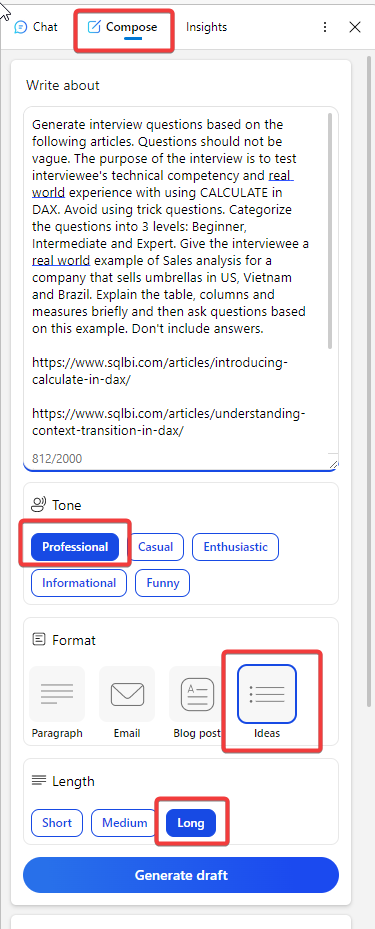 Chat Compose Insights
Write about
Generate interview questions based on the
following articles. Questions should not be
vague. The purpose of the interview is to test
interviewee's technical competency and real
world experience with using CALCULATE in
DAX. Avoid using trick questions. Categorize
the questions into 3 levels: Beginner,
Intermediate and Expert. Give the interviewee a
real world example of Sales analysis for a
company that sells umbrellas in US, Vietnam
and Brazil. Explain the table, columns and
measures briefly and then ask questions based
on this example. Don't include answers.
https://www.sqlbi.com/articles/introducing-
calculate-in-dax/
https://www.sqlbi.com/articles/understanding-
context-transition-in-dax/
812/2000
Tone
Professional Casual Enthusiastic
Informational Funny
Format
Paragraph Email Blog post Ideas
Length
Short Medium Long
Generate draft